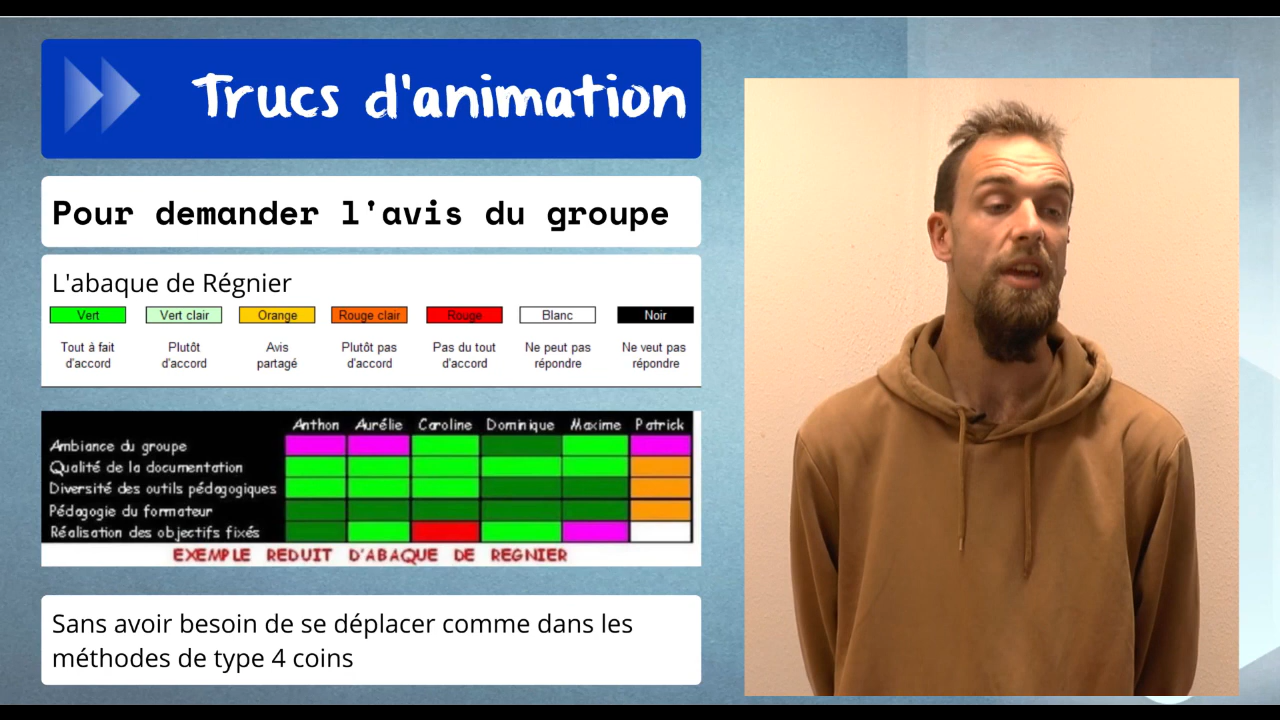 Trucs d'animation
Pour demander l'avis du groupe
L'abaque de Régnier
Vert Vert clair Orange Rouge clair Rouge Blanc Noir
Tout à fait Plutôt Avis Plutôt pas Pas du tout Ne peut pas Ne veut pas
d'accord d'accord partagé d'accord d'accord répondre répondre
Anthon Aurélie Caroline Dominique Maxime Patrick
Ambiance du groupe
Qualité de la documentation
Diversité des outils pédagogiques
Pédagogie du formateur
Réalisation des objectifs fixés
EXEMPLE REDUIT D'ABAQUE DE REGNIER
Sans avoir besoin de se déplacer comme dans les
méthodes de type 4 coins